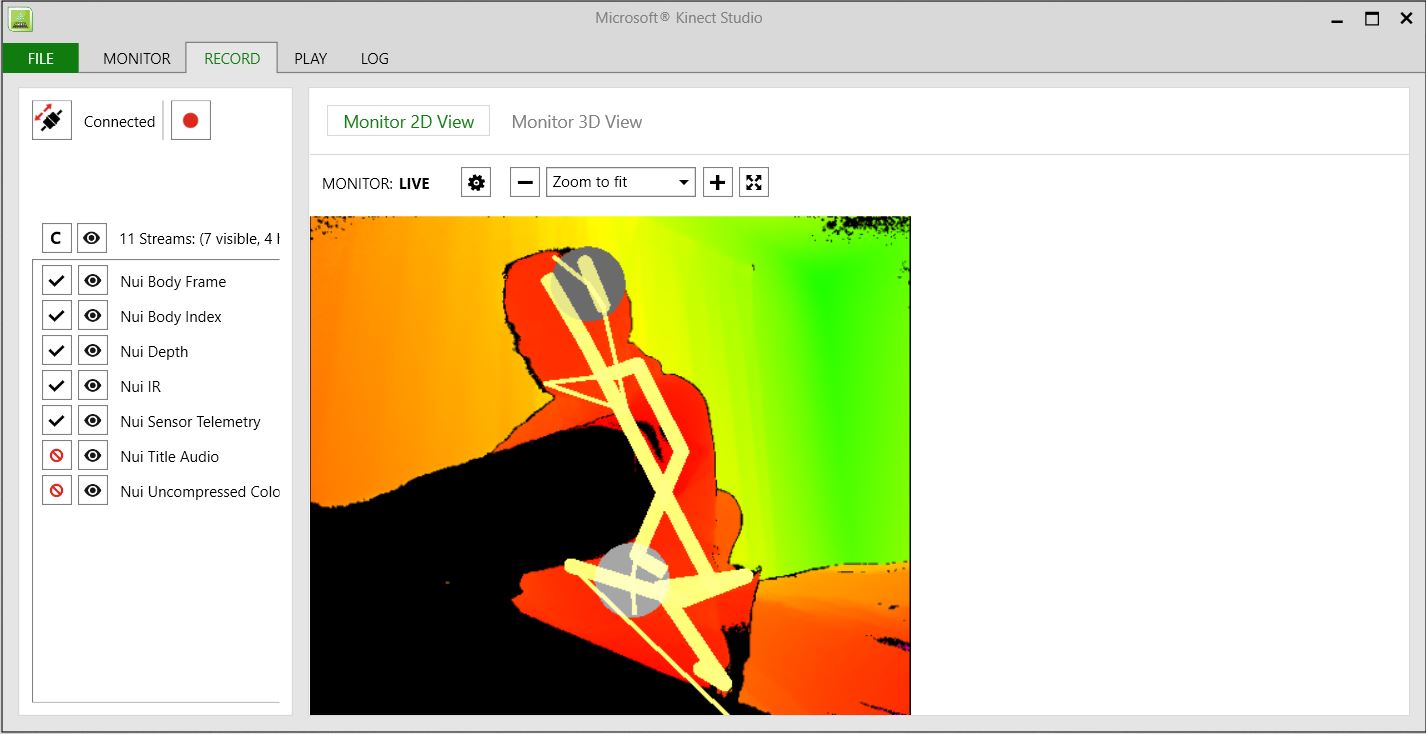 Microsoft® Kinect Studio
FILE MONITOR RECORD PLAY LOG
Connected
Monitor 2D View Monitor 3D View
MONITOR: LIVE
Zoom to fit
C
11 Streams: (7 visible, 4
Nui Body Frame
Nui Body Index
Nui Depth
Nui IR
Nui Sensor Telemetry
Nui Title Audio
Nui Uncompressed Colo